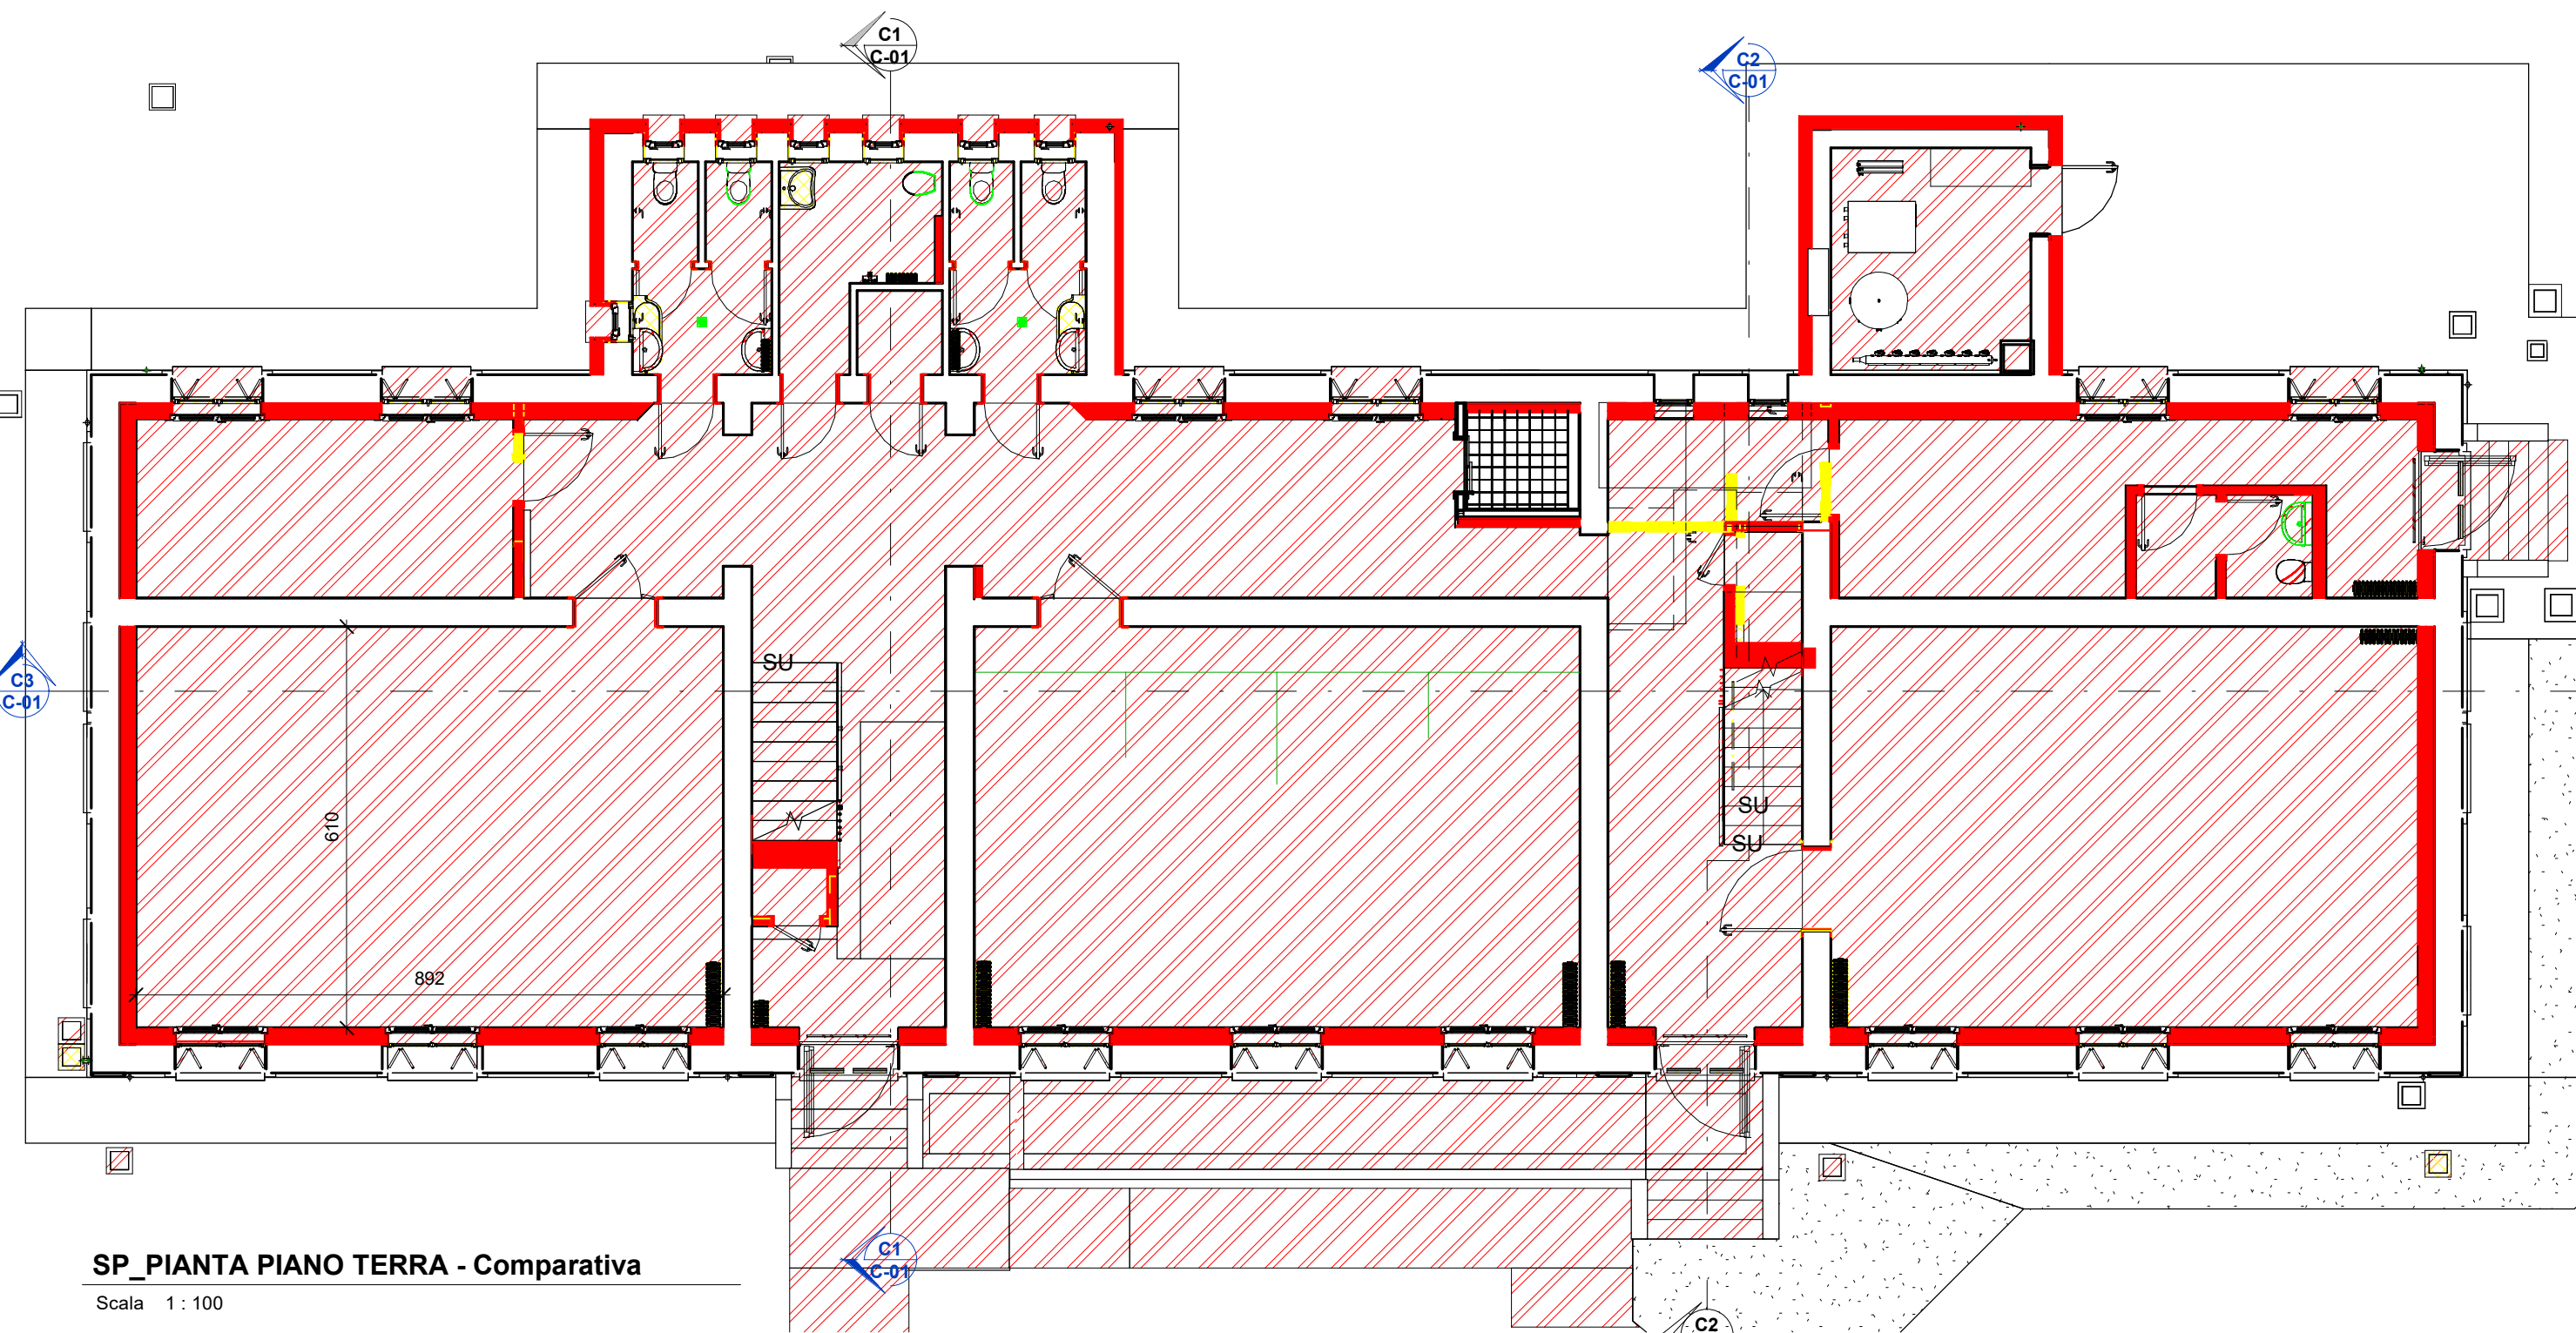 C1
C-01
C2
C-01
SU
C3
C-01
610
SU
SU
892
C1
C-01
SP_PIANTA PIANO TERRA - Comparativa
Scala 1 : 100
C2